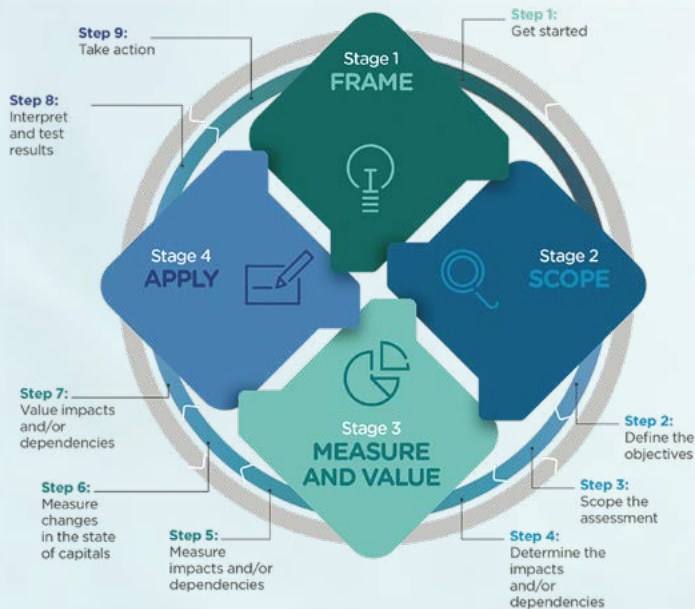 Step 1:
Get started
Stage 1
FRAME
Stage 2
SCOPE
Step 2:
Define the
objectives
Step 3:
Scope the
assessment
Step 4:
Determine the
impacts
and/or
dependencies
Stage 3
MEASURE
AND VALUE
Step 5:
Measure
impacts and/or
dependencies
Step 6:
Measure
changes
in the state
of capitals
Step 7:
Value impacts
and/or
dependencies
Stage 4
APPLY
Step 8:
Interpret
and test
results
Step 9:
Take action